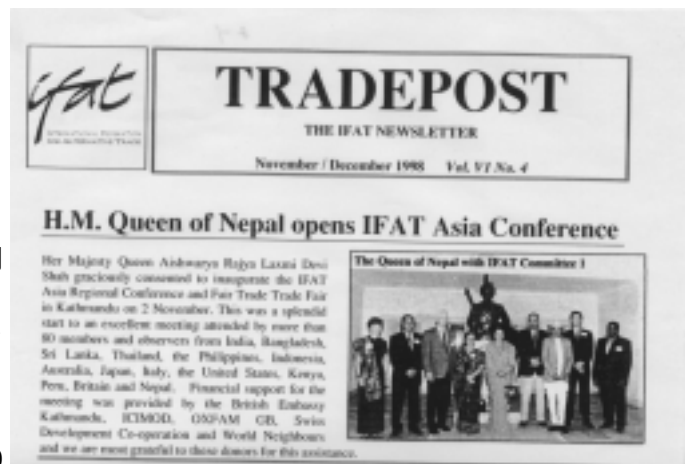 ifat
INTERNATIONAL FEDERATION
FOR ALTERNATIVE TRADE
TRADEPOST
THE IFAT NEWSLETTER
November / December 1998 Vol. VI No. 4
H.M. Queen of Nepal opens IFAT Asia Conference
Her Majesty Queen Aishwarya Rajya Laxmi Devi
Shah graciously consented to inaugurate the IFAT
Asia Regional Conference and Fair Trade Trade Fair
in Kathmandu on 2 November. This was a splendid
start to an excellent meeting attended by more than
80 members and observers from India, Bangladesh,
Sri Lanka, Thailand, the Philippines, Indonesia,
Australia, Japan, Italy, the United States, Kenya,
Peru, Britain and Nepal. Financial support for the
meeting was provided by the British Embassy
Kathmandu, ICIMOD, OXFAM GB, Swiss
Development Co-operation and World Neighbours
and we are most grateful to these donors for this assistance.
The Queen of Nepal with IFAT Committee